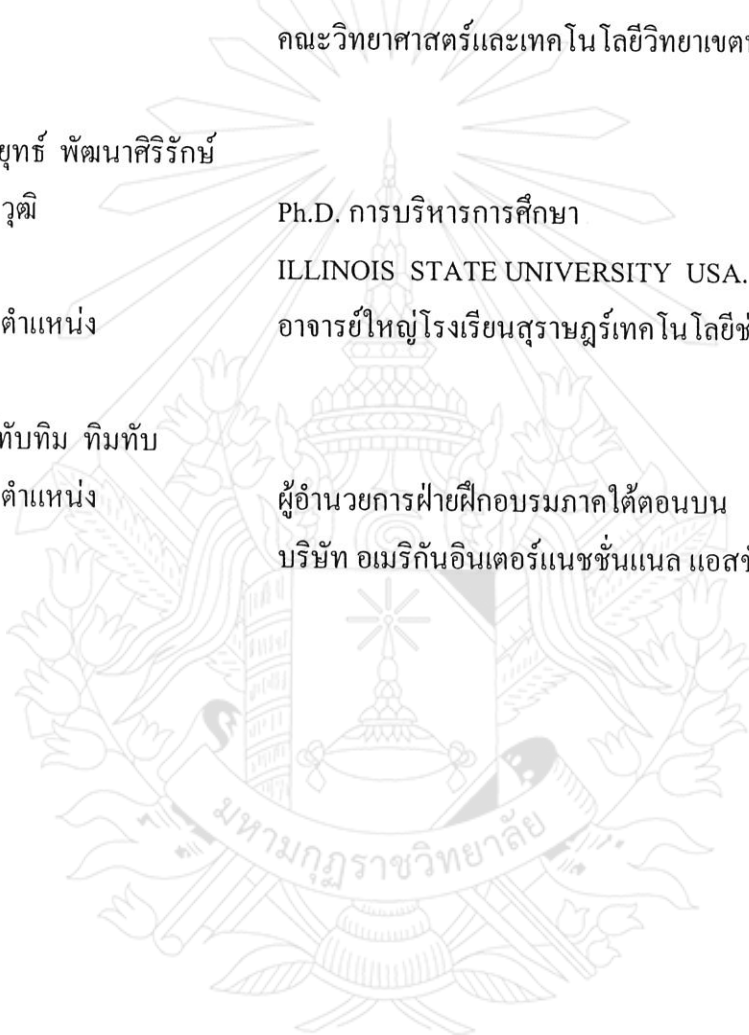 คณะวิทยาศาสตร์และเทคโนโลยีวิทยาเขต
ยุทธ์ พัฒนาศิริรักษ์
วุฒิ Ph.D. การบริหารการศึกษา
ILLINOIS STATE UNIVERSITY USA.
ตำแหน่ง อาจารย์ใหญ่โรงเรียนสุราษฎร์เทคโนโลยีช
ทับทิม ทิมทับ
ตำแหน่ง ผู้อำนวยการฝ่ายฝึกอบรมภาคใต้ตอนบน
บริษัท อเมริกันอินเตอร์แนชชั่นแนล แอสชั
มหามกุฏราชวิทยาลัย